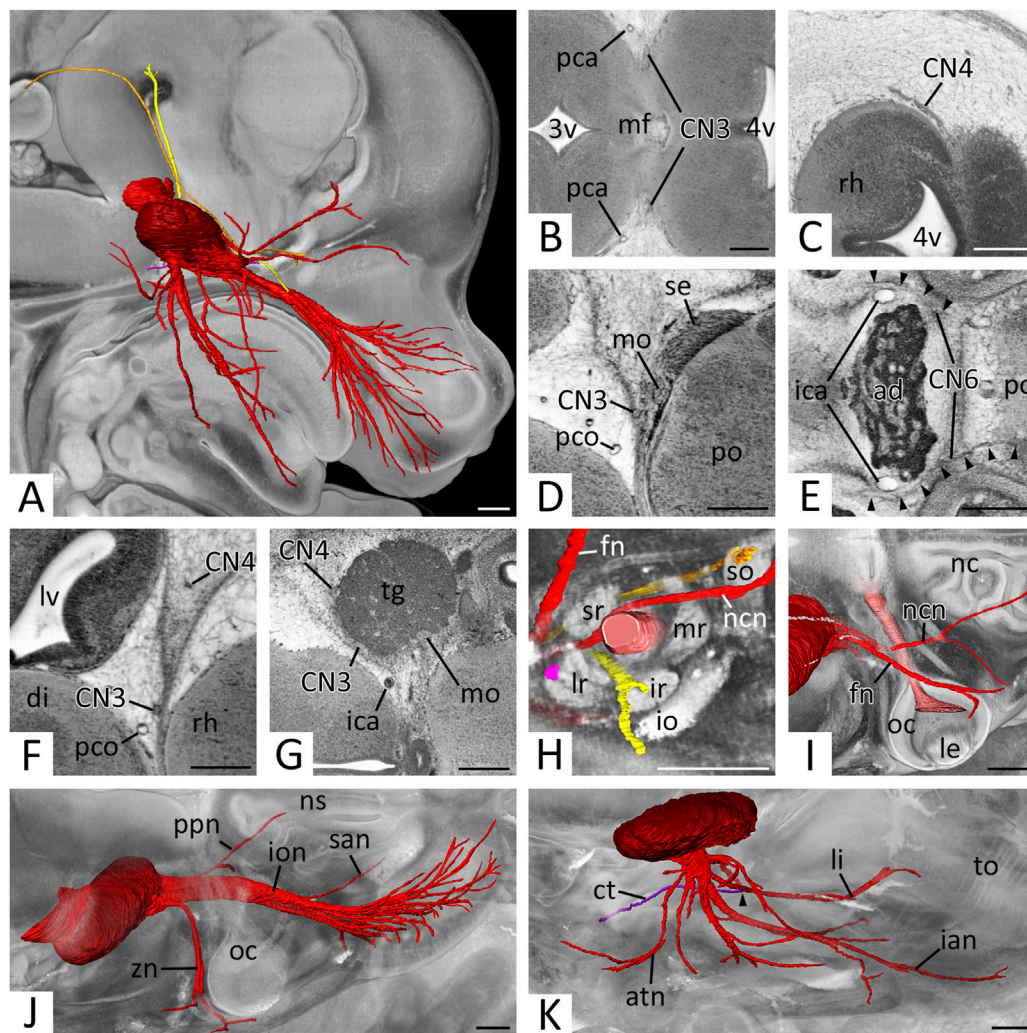 A
pca
3v
mf
CN3
4v
pca
B
CN4
rh
4v
C
se
mo
CN3
pco
po
D
ica
ad
CN6
po
E
CN4
lv
CN3
di
pco
rh
F
CN4
tg
CN3
ica
mo
G
fn
so
sr
ncn
mr
lr
ir
io
H
nc
ncn
fn
oc
le
I
ns
ppn
ion
san
oc
zn
J
li
to
ct
ian
atn
K